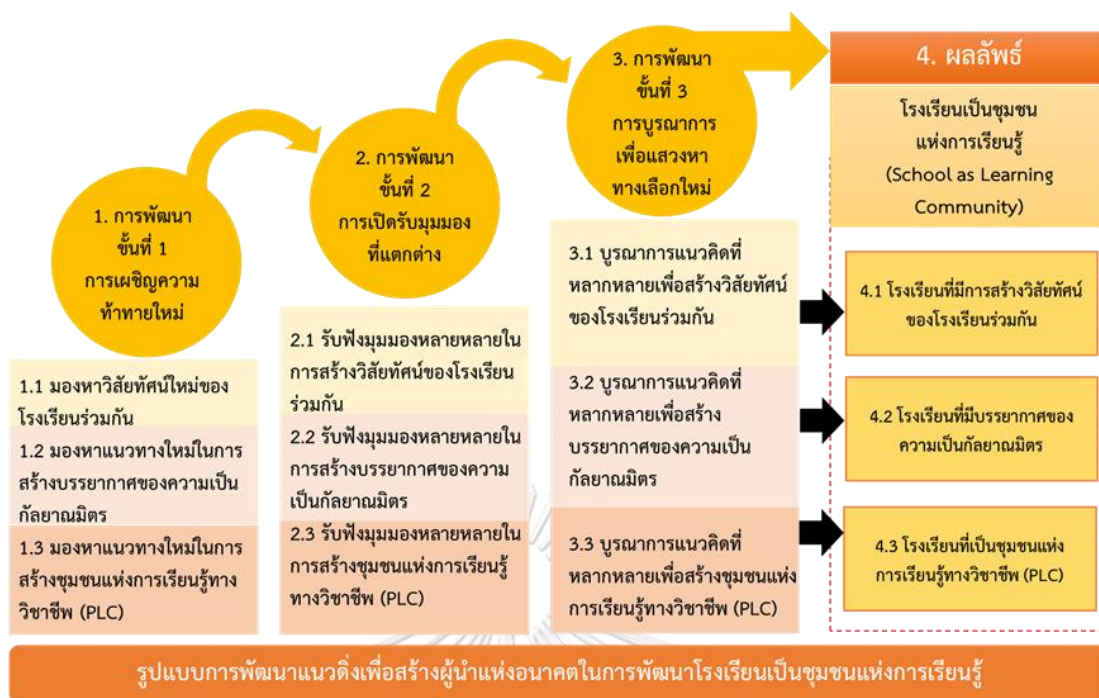 1. การพัฒนา
ขั้นที่ 1
การเผชิญความ
ท้าทายใหม่
1.1 มองหาวิสัยทัศน์ใหม่ของ
โรงเรียนร่วมกัน
1.2 มองหาแนวทางใหม่ในการ
สร้างบรรยากาศของความเป็น
กัลยาณมิตร
1.3 มองหาแนวทางใหม่ในการ
สร้างชุมชนแห่งการเรียนรู้ทาง
วิชาชีพ (PLC)
2. การพัฒนา
ขั้นที่ 2
การเปิดรับมุมมอง
ที่แตกต่าง
2.1 รับฟังมุมมองหลายหลายใน
การสร้างวิสัยทัศน์ของโรงเรียน
ร่วมกัน
2.2 รับฟังมุมมองหลายหลายใน
การสร้างบรรยากาศของความ
เป็นกัลยาณมิตร
2.3 รับฟังมุมมองหลายหลายใน
การสร้างชุมชนแห่งการเรียนรู้
ทางวิชาชีพ (PLC)
3. การพัฒนา
ขั้นที่ 3
การบูรณาการ
เพื่อแสวงหา
ทางเลือกใหม่
3.1 บูรณาการแนวคิดที่
หลากหลายเพื่อสร้างวิสัยทัศน์
ของโรงเรียนร่วมกัน
3.2 บูรณาการแนวคิดที่
หลากหลายเพื่อสร้าง
บรรยากาศของความเป็น
กัลยาณมิตร
3.3 บูรณาการแนวคิดที่
หลากหลายเพื่อสร้างชุมชนแห่ง
การเรียนรู้ทางวิชาชีพ (PLC)
4. ผลลัพธ์
โรงเรียนเป็นชุมชน
แห่งการเรียนรู้
(School as Learning
Community)
4.1 โรงเรียนที่มีการสร้างวิสัยทัศน์
ของโรงเรียนร่วมกัน
4.2 โรงเรียนที่มีบรรยากาศของ
ความเป็นกัลยาณมิตร
4.3 โรงเรียนที่เป็นชุมชนแห่ง
การเรียนรู้ทางวิชาชีพ (PLC)
รูปแบบการพัฒนาแนวดิ่งเพื่อสร้างผู้นำแห่งอนาคตในการพัฒนาโรงเรียนเป็นชุมชนแห่งการเรียนรู้